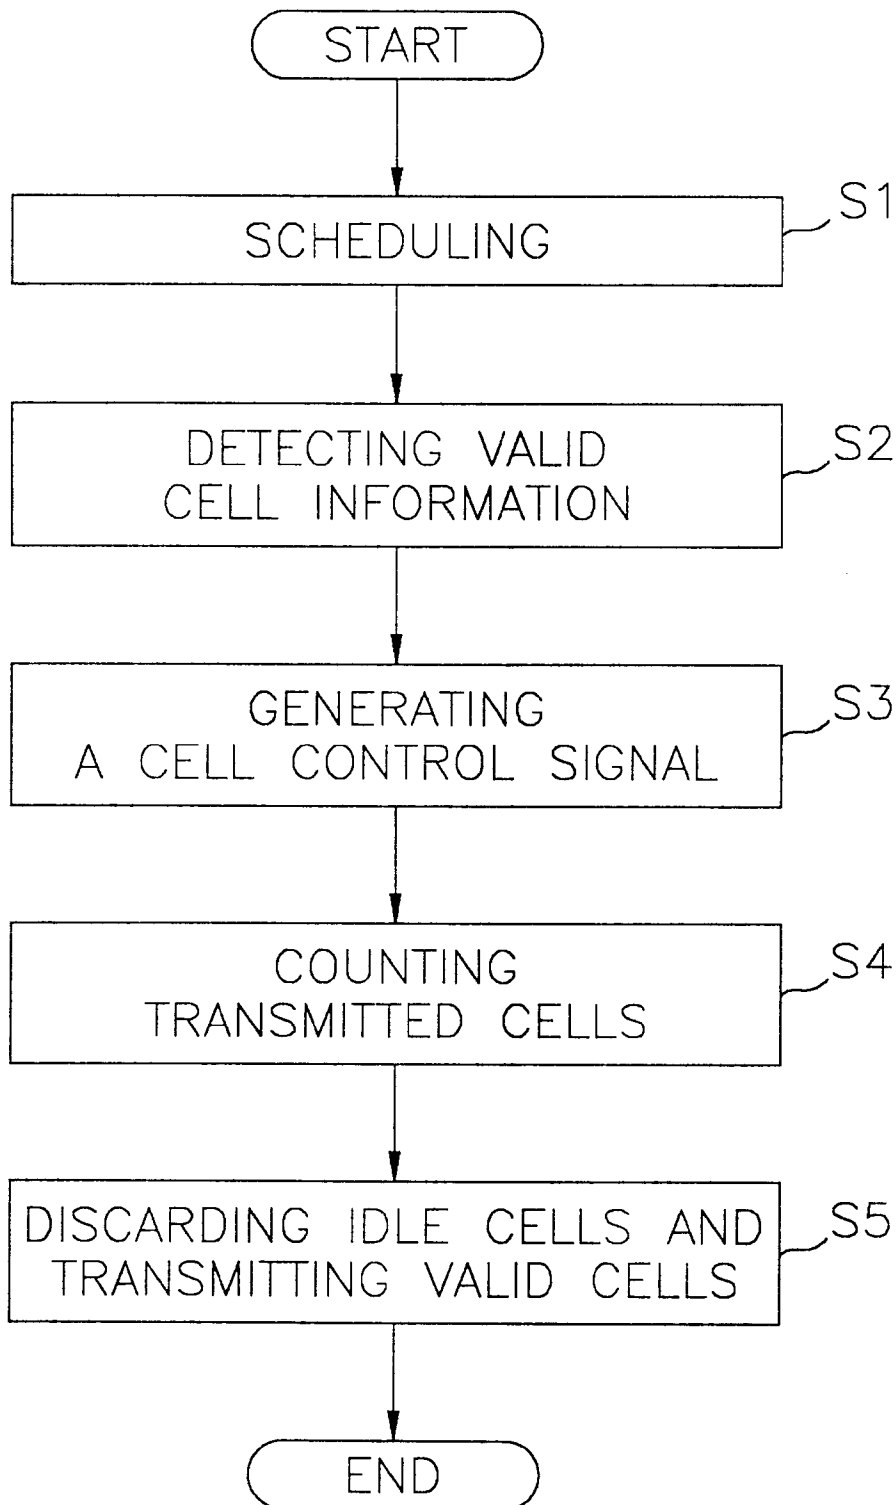 START
S1
SCHEDULING
S2
DETECTING VALID
CELL INFORMATION
S3
GENERATING
A CELL CONTROL SIGNAL
S4
COUNTING
TRANSMITTED CELLS
S5
DISCARDING IDLE CELLS AND
TRANSMITTING VALID CELLS
END